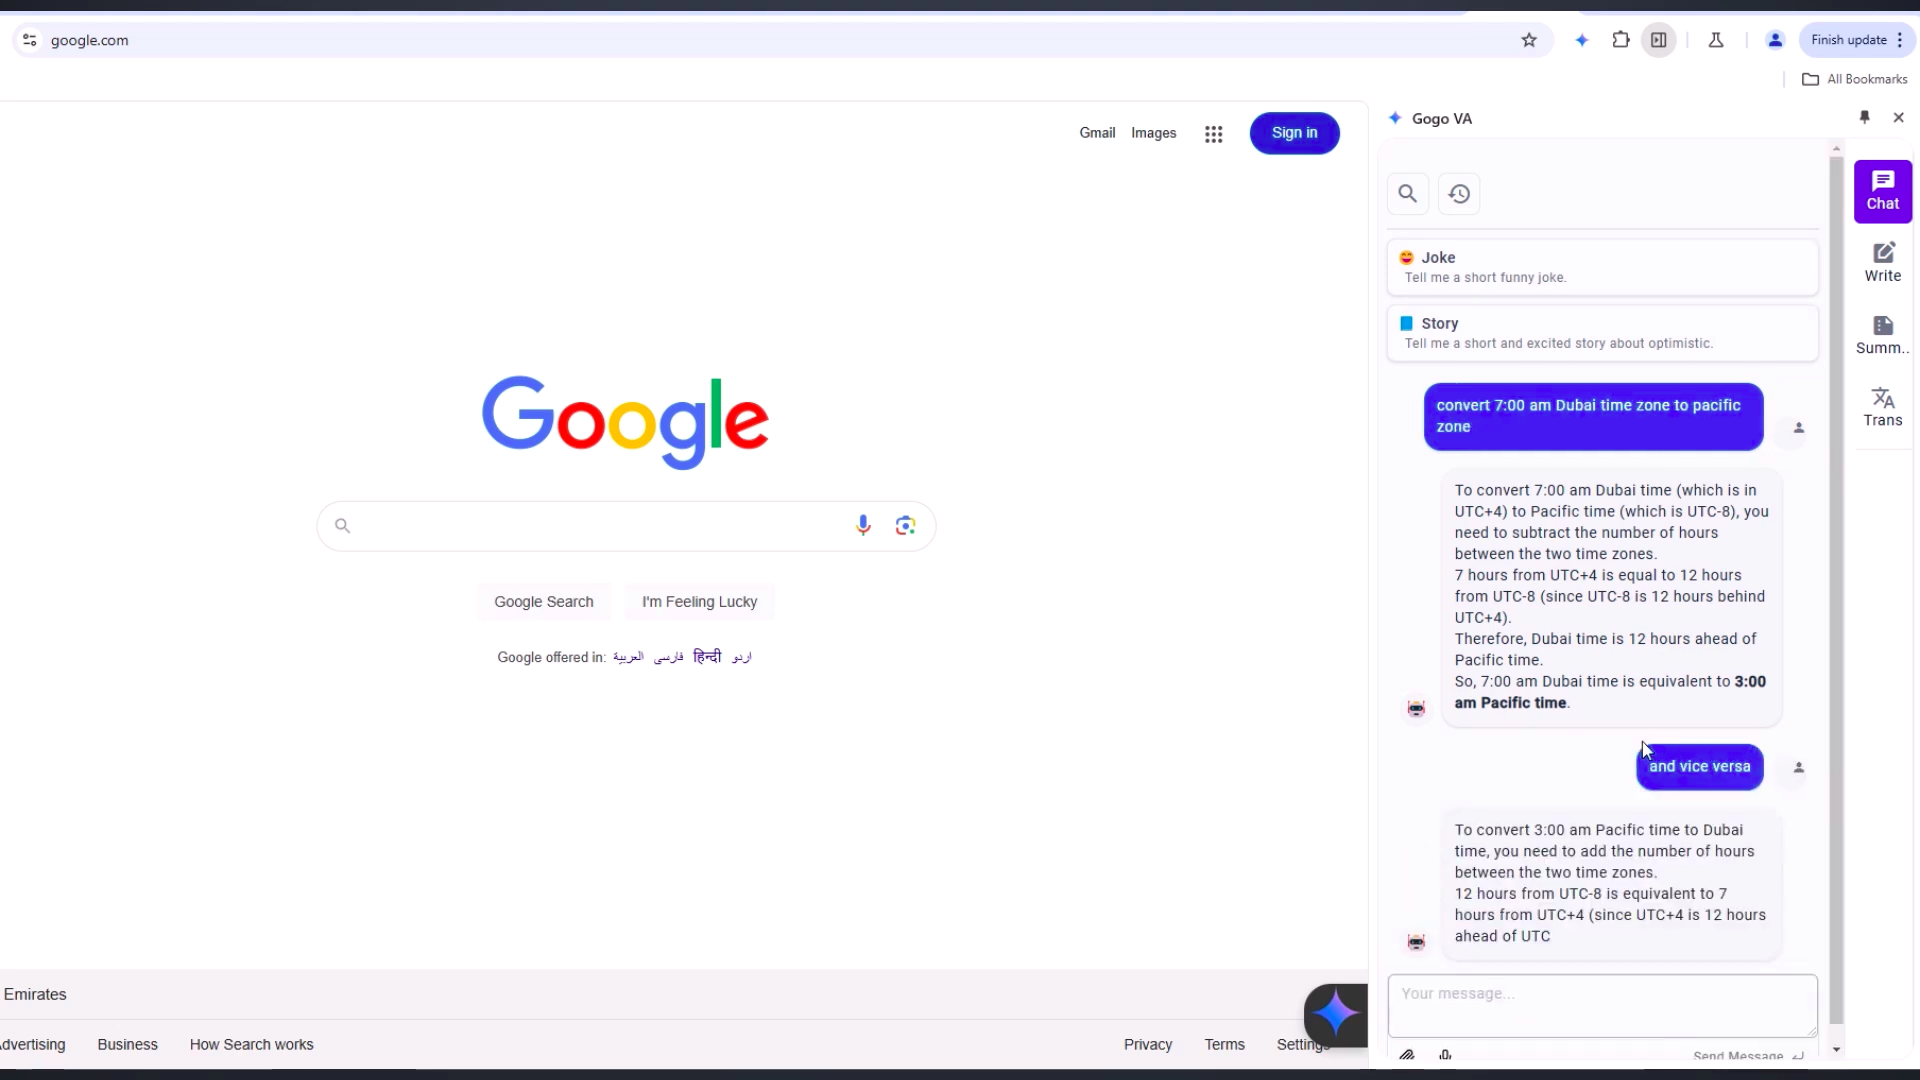 google.com
Finish update
All Bookmarks
Gmail Images
Sign in
Google
Google Search I'm Feeling Lucky
Google offered in: العربية فارسی हिन्दी اردو
Emirates
dvertising Business How Search works
Privacy Terms Settings
Gogo VA
Joke
Tell me a short funny joke.
Story
Tell me a short and excited story about optimistic.
convert 7:00 am Dubai time zone to pacific
zone
To convert 7:00 am Dubai time (which is in
UTC+4) to Pacific time (which is UTC-8), you
need to subtract the number of hours
between the two time zones.
7 hours from UTC+4 is equal to 12 hours
from UTC-8 (since UTC-8 is 12 hours behind
UTC+4).
Therefore, Dubai time is 12 hours ahead of
Pacific time.
So, 7:00 am Dubai time is equivalent to 3:00
am Pacific time.
and vice versa
To convert 3:00 am Pacific time to Dubai
time, you need to add the number of hours
between the two time zones.
12 hours from UTC-8 is equivalent to 7
hours from UTC+4 (since UTC+4 is 12 hours
ahead of UTC
Your message...
Send Message
Chat
Write
Summ..
Trans